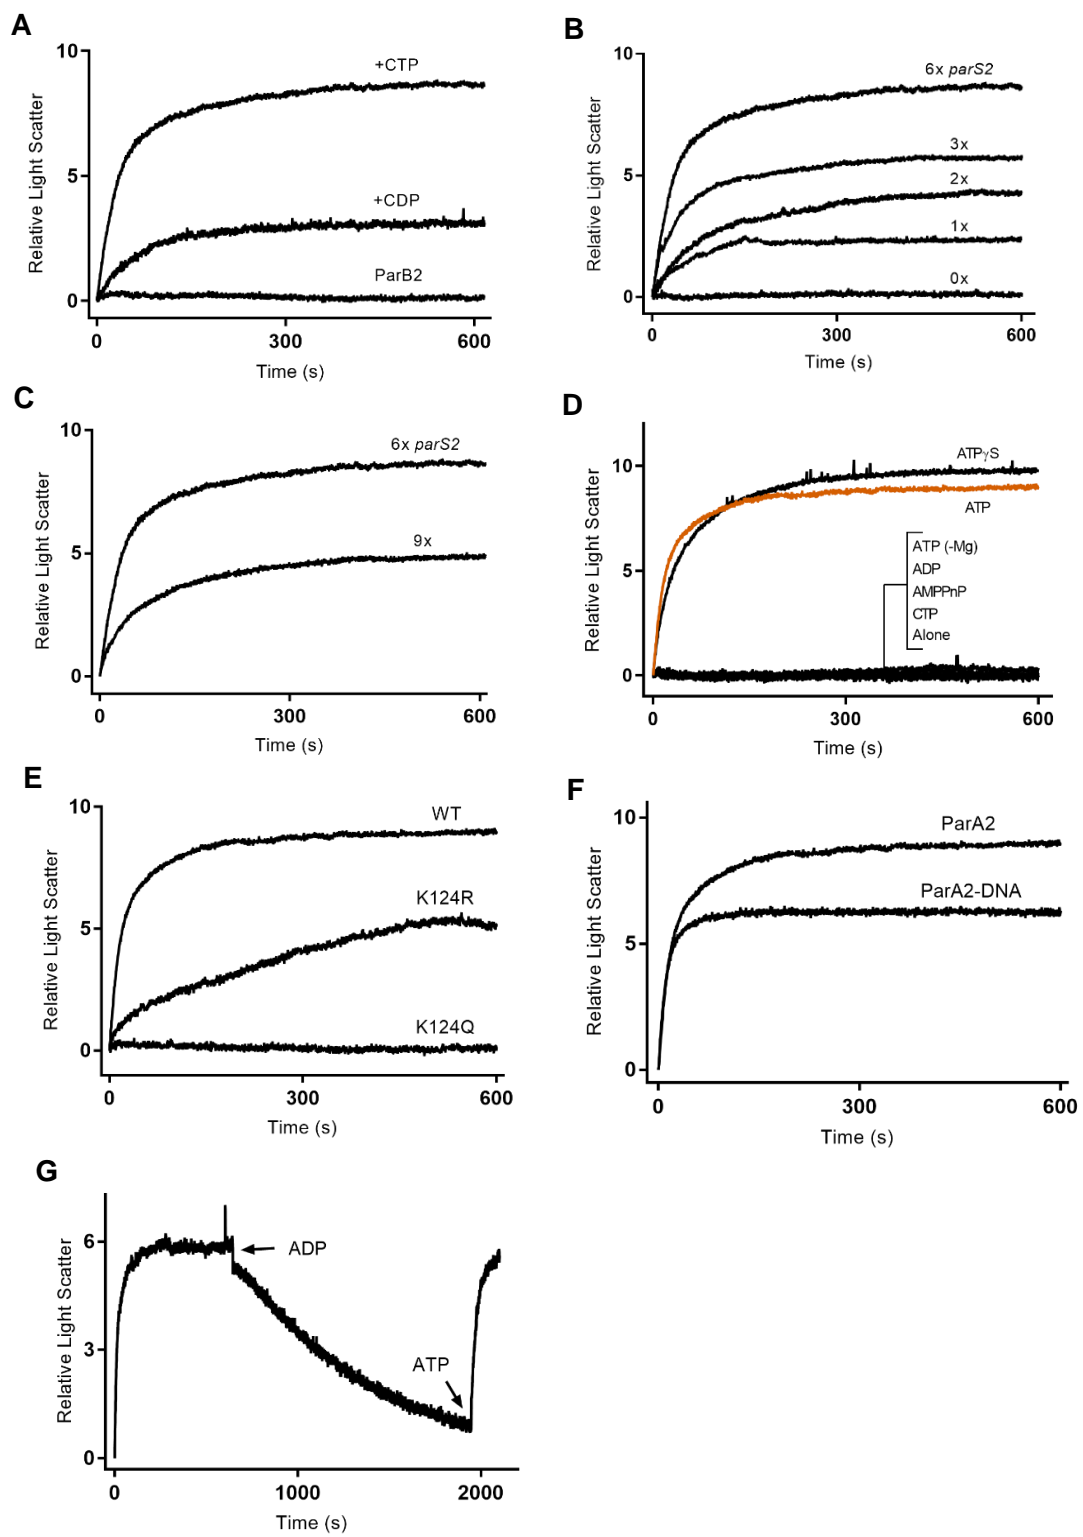 A
10
5
0
Relative Light Scatter
+CTP
+CDP
ParB2
0
300
600
Time (s)
B
10
5
0
Relative Light Scatter
6x parS2
3x
2x
1x
0x
0
300
600
Time (s)
C
10
5
0
Relative Light Scatter
6x parS2
9x
0
300
600
Time (s)
D
10
5
0
Relative Light Scatter
ATPγS
ATP
ATP (-Mg)
ADP
AMPPnP
CTP
Alone
0
300
600
Time (s)
E
10
5
0
Relative Light Scatter
WT
K124R
K124Q
0
300
600
Time (s)
F
10
5
0
Relative Light Scatter
ParA2
ParA2-DNA
0
300
600
Time (s)
G
6
3
0
Relative Light Scatter
ADP
ATP
0
1000
2000
Time (s)